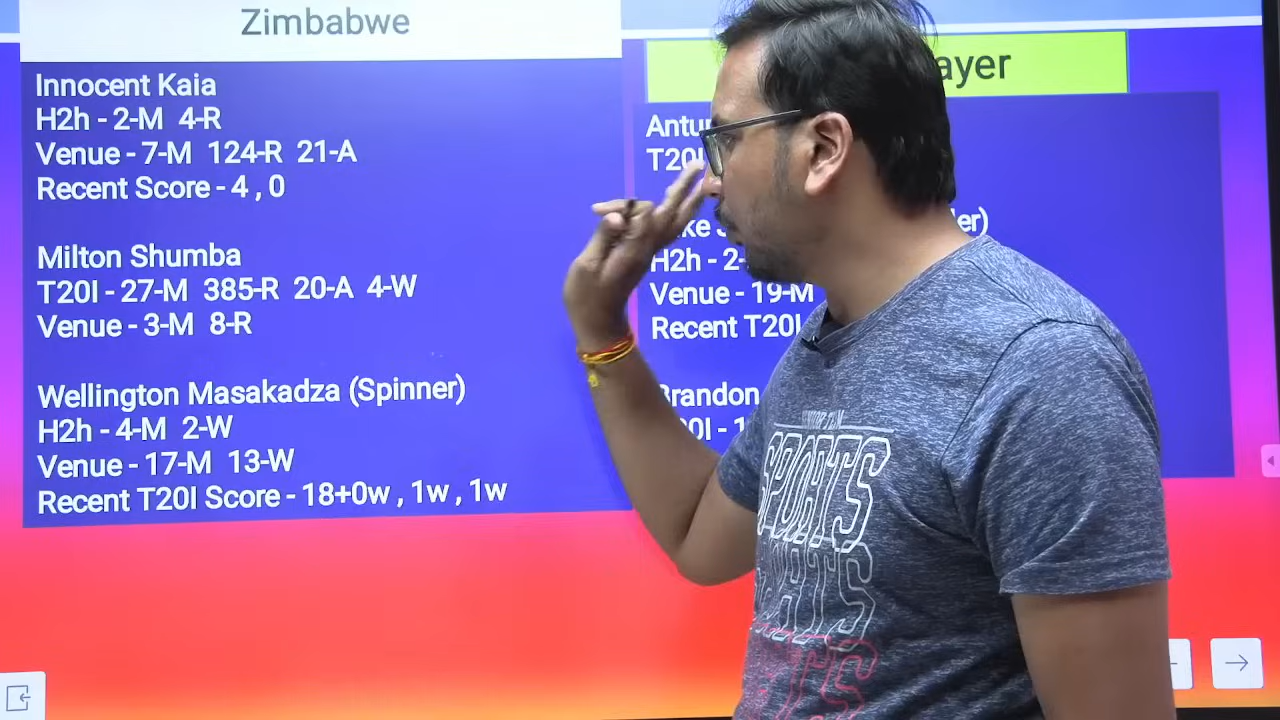 Zimbabwe
Innocent Kaia
H2h - 2-M 4-R
Venue - 7-M 124-R 21-A
Recent Score - 4 , 0
Milton Shumba
T20I - 27-M 385-R 20-A 4-W
Venue - 3-M 8-R
Wellington Masakadza (Spinner)
H2h - 4-M 2-W
Venue - 17-M 13-W
Recent T20I Score - 18+0w , 1w , 1w
T20I
H2h - 2-
Venue - 19-M
Recent T20I
Brandon
SPORTS